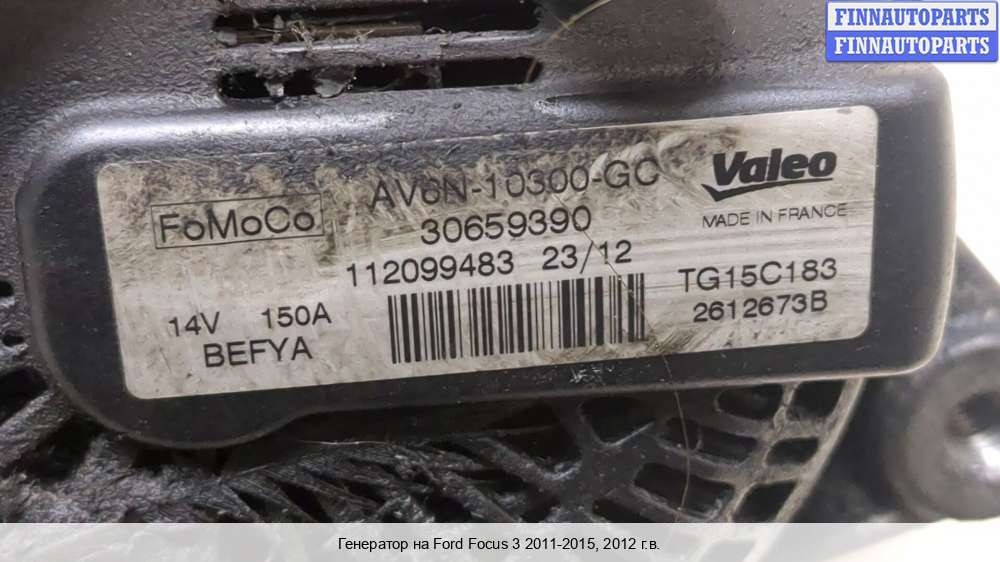 FINNAUTOPARTS
FINNAUTOPARTS
FoMoCo
AV6N-10300-GC
30659390
112099483 23/12
14V 150A
BEFYA
Valeo
MADE IN FRANCE
TG15C183
2612673B
Генератор на Ford Focus 3 2011-2015, 2012 г.в.